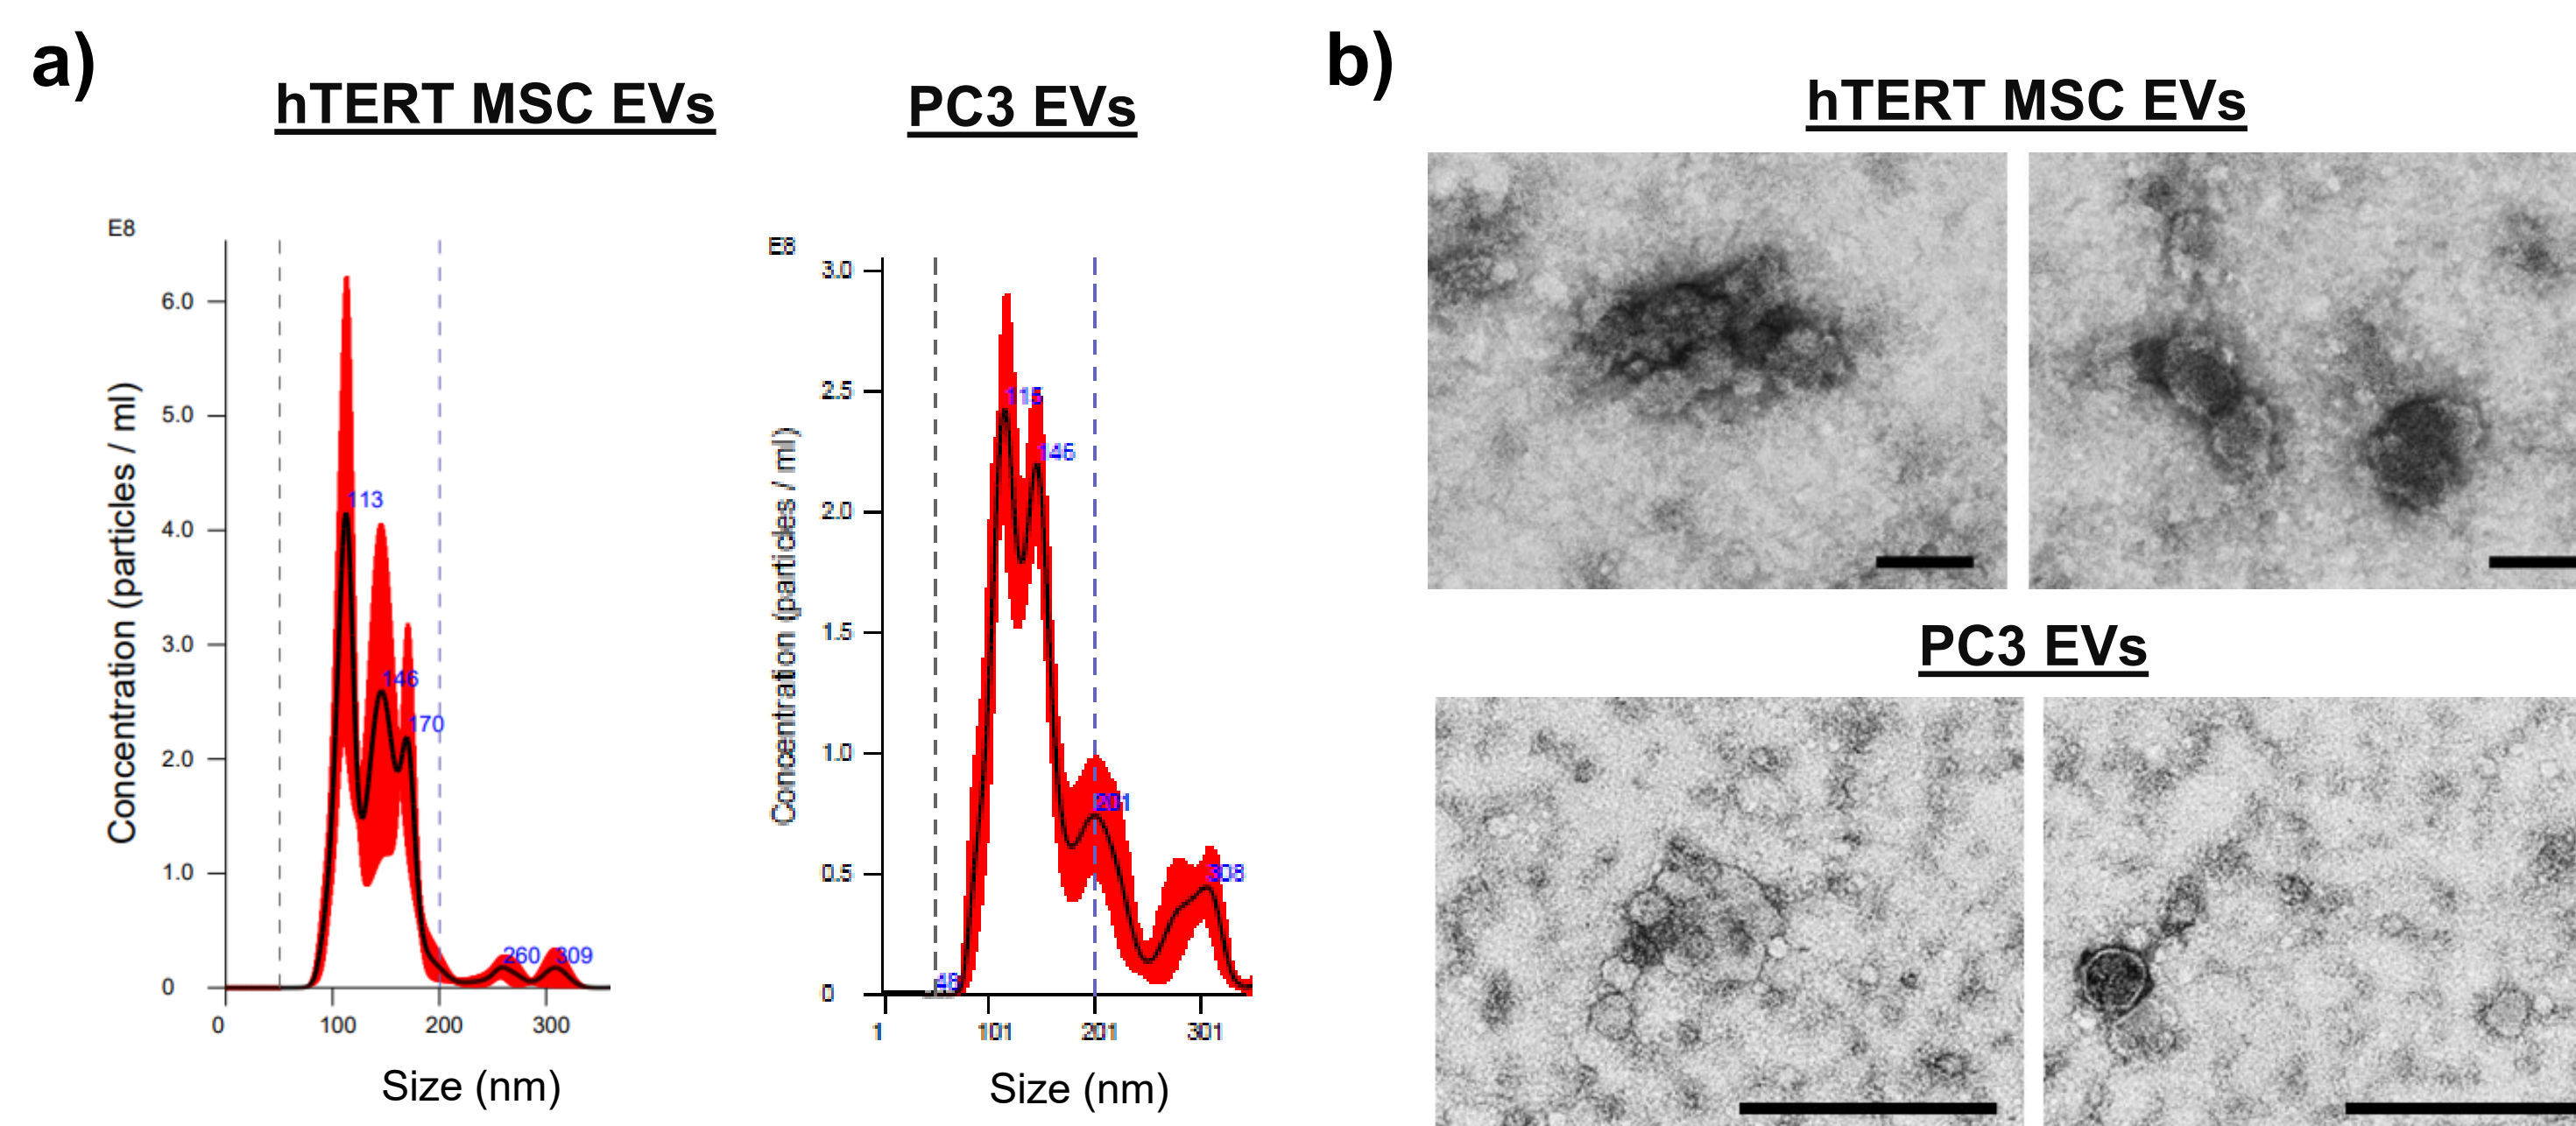 a)
hTERT MSC EVs
PC3 EVs
E8
Concentration (particles / ml)
6.0
5.0
4.0
3.0
2.0
1.0
0
113
146
170
260
309
0
100
200
300
Size (nm)
E8
Concentration (particles / ml)
3.0
2.5
2.0
1.5
1.0
0.5
0
48
115
145
201
308
1
101
201
301
Size (nm)
b)
hTERT MSC EVs
PC3 EVs